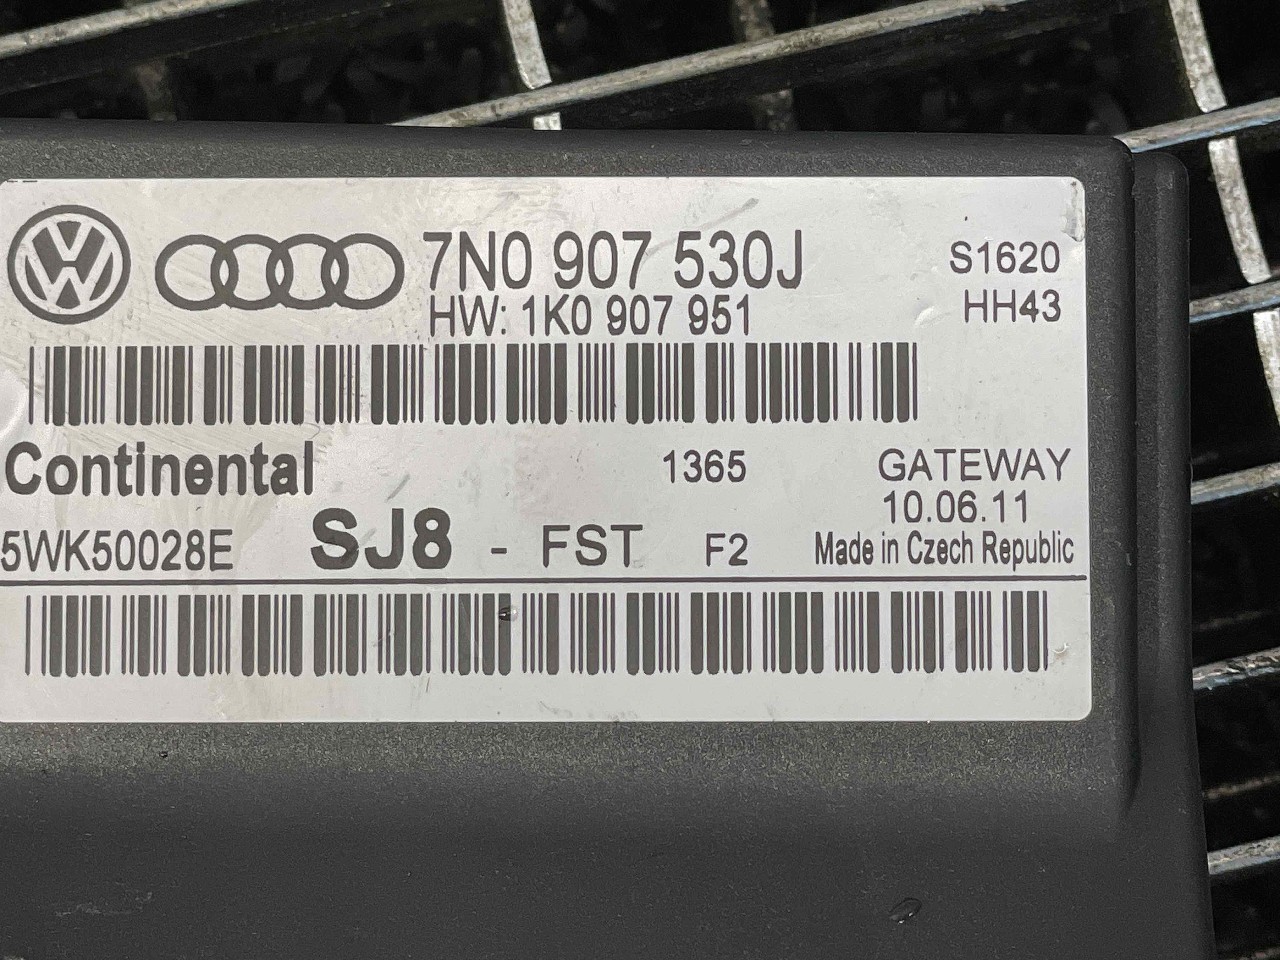 7N0 907 530J S1620
HW: 1K0 907 951 HH43
Continental 1365 GATEWAY
10.06.11
5WK50028E SJ8 - FST F2 Made in Czech Republic